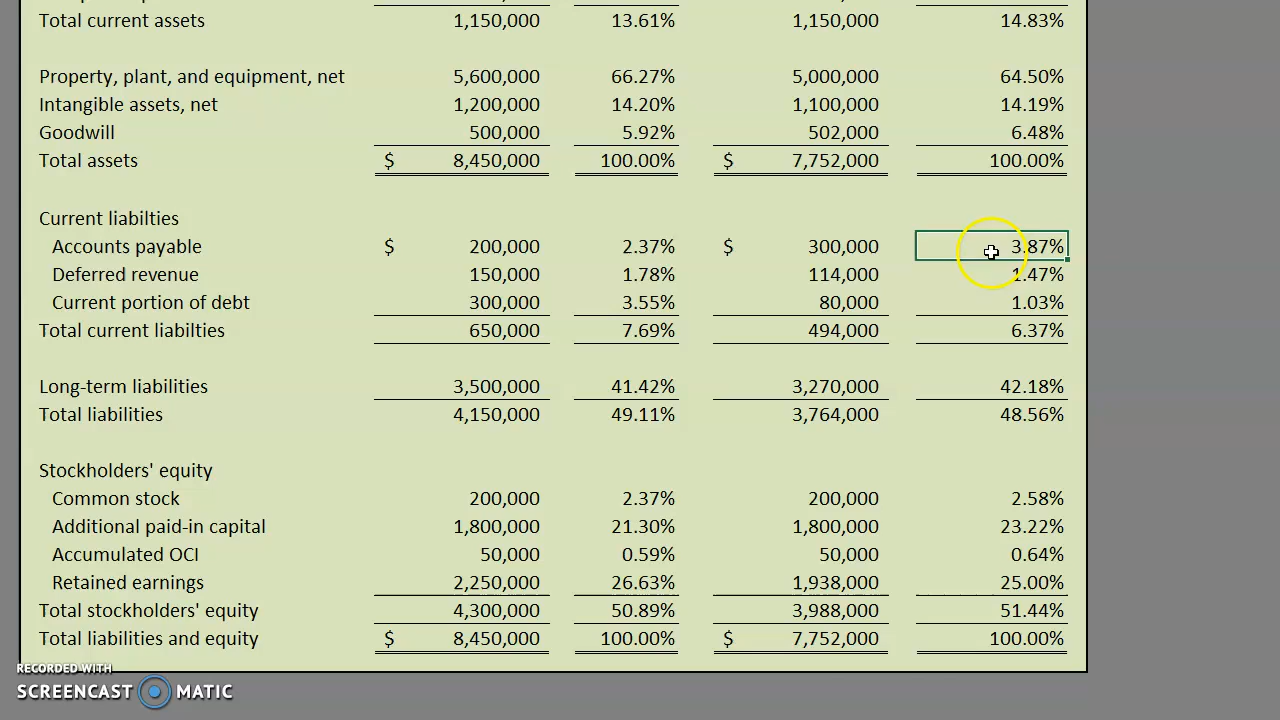 Total current assets 1,150,000 13.61% 1,150,000 14.83%
Property, plant, and equipment, net 5,600,000 66.27% 5,000,000 64.50%
Intangible assets, net 1,200,000 14.20% 1,100,000 14.19%
Goodwill 500,000 5.92% 502,000 6.48%
Total assets $ 8,450,000 100.00% $ 7,752,000 100.00%
Current liabilties
Accounts payable $ 200,000 2.37% $ 300,000 3.87%
Deferred revenue 150,000 1.78% 114,000 1.47%
Current portion of debt 300,000 3.55% 80,000 1.03%
Total current liabilties 650,000 7.69% 494,000 6.37%
Long-term liabilities 3,500,000 41.42% 3,270,000 42.18%
Total liabilities 4,150,000 49.11% 3,764,000 48.56%
Stockholders' equity
Common stock 200,000 2.37% 200,000 2.58%
Additional paid-in capital 1,800,000 21.30% 1,800,000 23.22%
Accumulated OCI 50,000 0.59% 50,000 0.64%
Retained earnings 2,250,000 26.63% 1,938,000 25.00%
Total stockholders' equity 4,300,000 50.89% 3,988,000 51.44%
Total liabilities and equity $ 8,450,000 100.00% $ 7,752,000 100.00%
RECORDED WITH
SCREENCAST MATIC